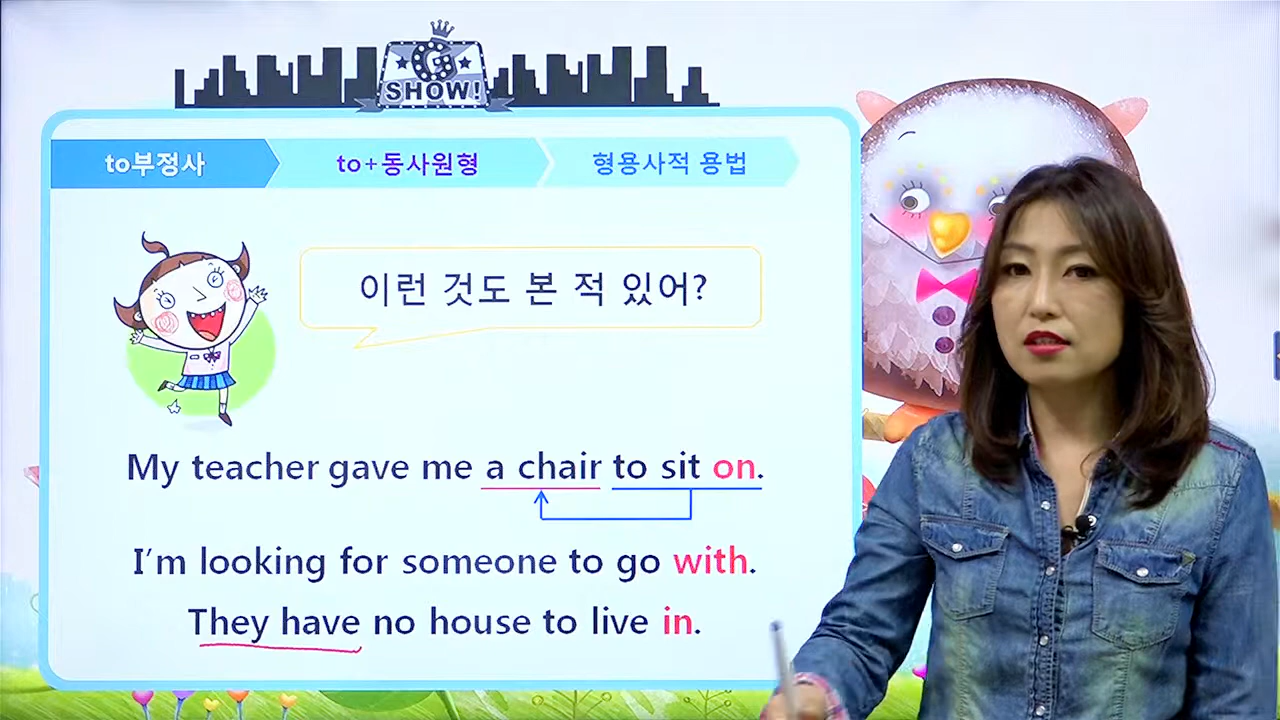 G
SHOW!
to부정사 to+동사원형 형용사적 용법
이런 것도 본 적 있어?
My teacher gave me a chair to sit on.
I'm looking for someone to go with.
They have no house to live in.